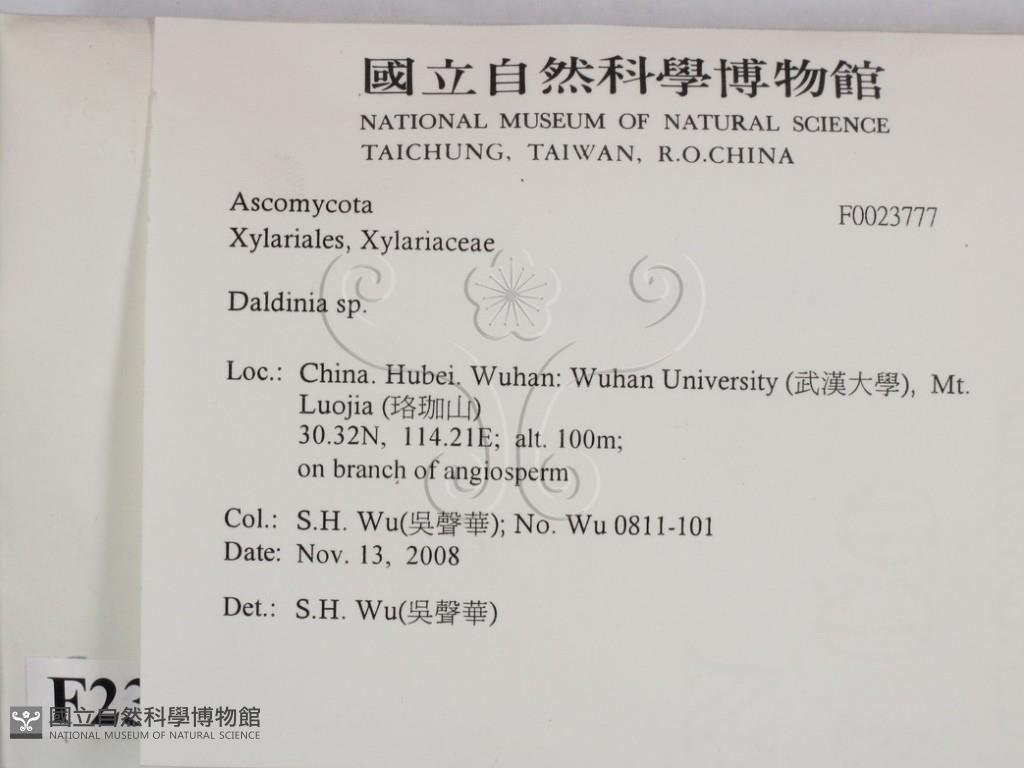 國立自然科學博物館
NATIONAL MUSEUM OF NATURAL SCIENCE
TAICHUNG, TAIWAN, R.O.CHINA
Ascomycota
F0023777
Xylariales, Xylariaceae
Daldinia sp.
Loc.: China. Hubei. Wuhan: Wuhan University (武漢大學), Mt.
Luojia (珞珈山)
30.32N, 114.21E; alt. 100m;
on branch of angiosperm
Col.: S.H. Wu(吳聲華); No. Wu 0811-101
Date: Nov. 13, 2008
Det.: S.H. Wu(吳聲華)
F23
國立自然科學博物館
NATIONAL MUSEUM OF NATURAL SCIENCE